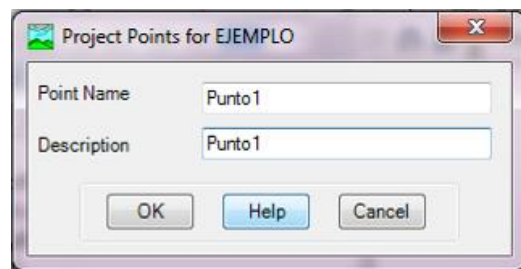 Project Points for EJEMPLO
Point Name Punto1
Description Punto1
OK Help Cancel